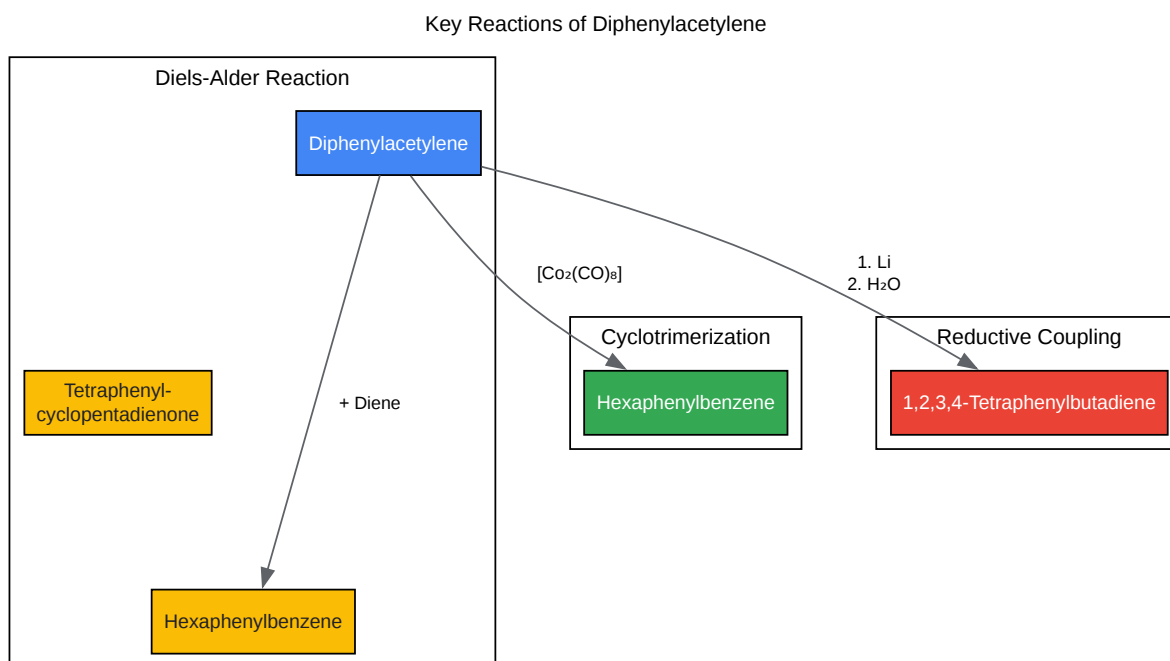 Key Reactions of Diphenylacetylene
Diels-Alder Reaction
Diphenylacetylene
[Co₂(CO)₈]
1. Li
2. H₂O
Cyclotrimerization
Reductive Coupling
Tetraphenyl-
cyclopentadienone
+ Diene
Hexaphenylbenzene
1,2,3,4-Tetraphenylbutadiene
Hexaphenylbenzene